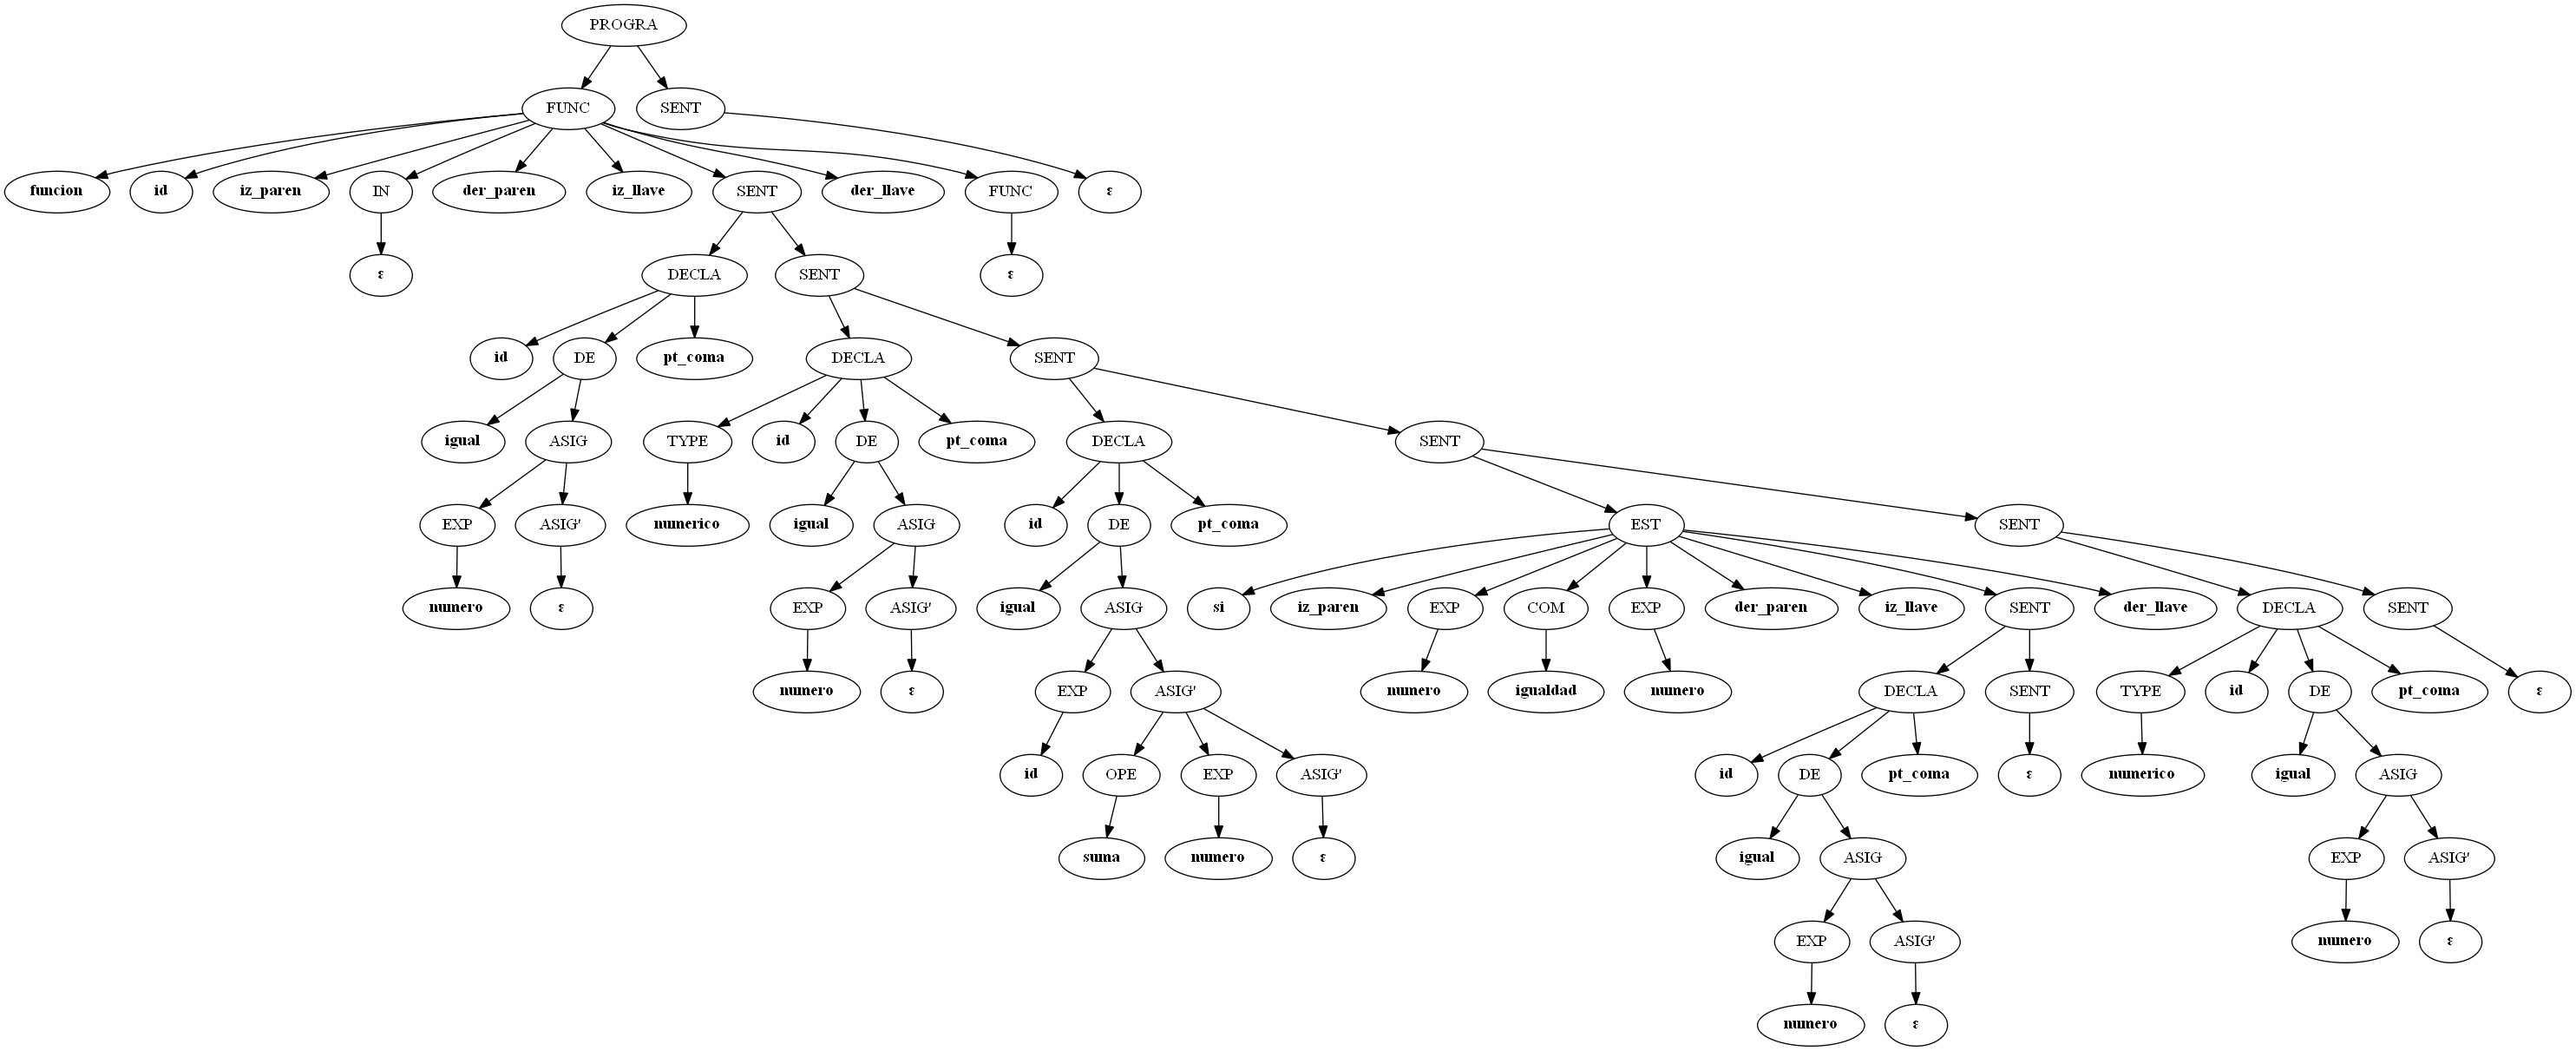 PROGRA
FUNC SENT
funcion id iz_paren IN der_paren iz_llave SENT der_llave FUNC ε
ε DECLA SENT ε
id DE pt_coma DECLA SENT
igual ASIG TYPE id DE pt_coma DECLA SENT
EXP ASIG' numerico igual ASIG id DE pt_coma EST SENT
numero ε EXP ASIG' igual ASIG si iz_paren EXP COM EXP der_paren iz_llave SENT der_llave DECLA SENT
numero ε EXP ASIG' numero igualdad numero DECLA SENT TYPE id DE pt_coma ε
id OPE EXP ASIG' id DE pt_coma ε numerico igual ASIG
suma numero ε igual ASIG EXP ASIG'
EXP ASIG' numero ε
numero ε